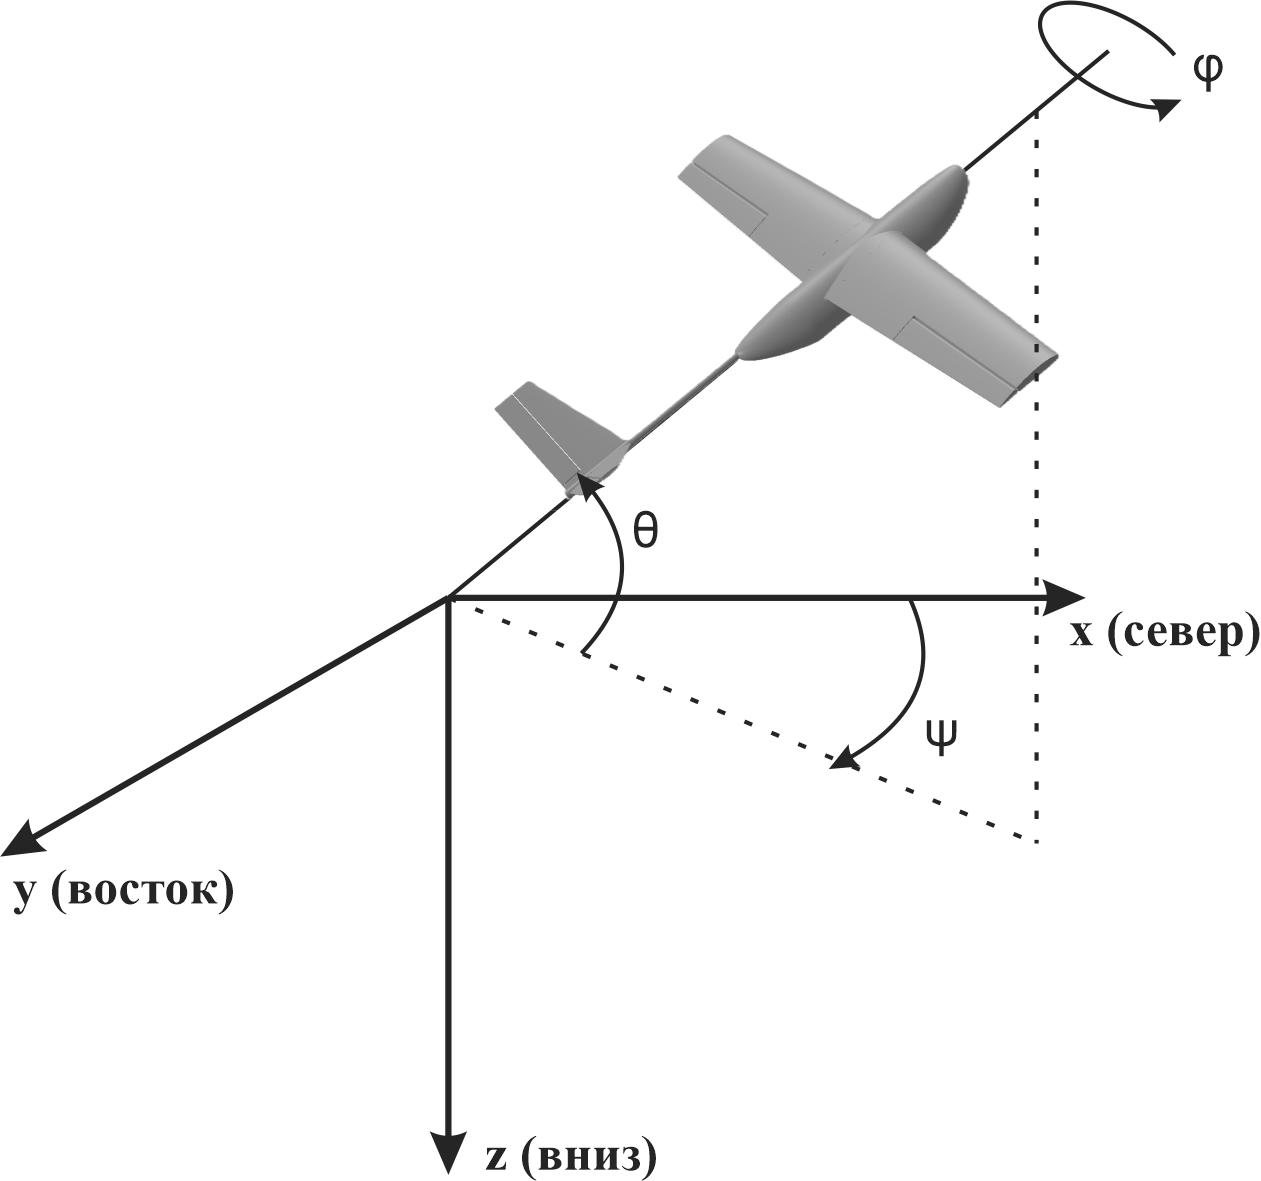 φ
θ
x (север)
ψ
y (восток)
z (вниз)